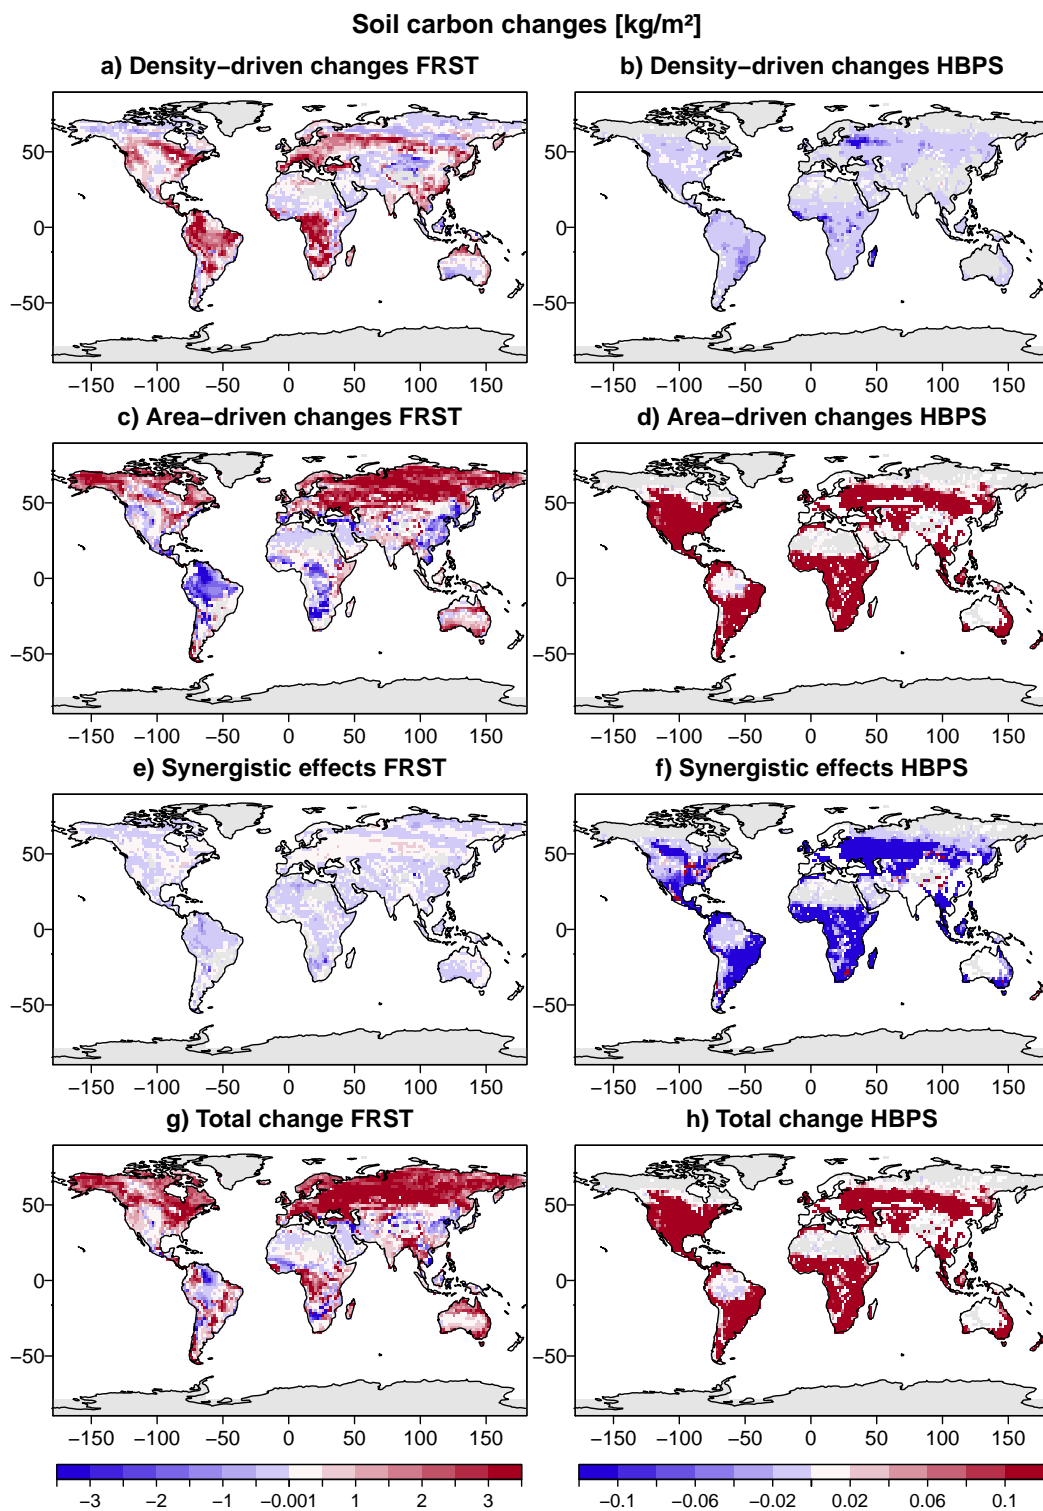 Soil carbon changes [kg/m²]
a) Density−driven changes FRST
b) Density−driven changes HBPS
50
0
−50
50
0
−50
−150 −100 −50 0 50 100 150
−150 −100 −50 0 50 100 150
c) Area−driven changes FRST
d) Area−driven changes HBPS
50
0
−50
50
0
−50
−150 −100 −50 0 50 100 150
−150 −100 −50 0 50 100 150
e) Synergistic effects FRST
f) Synergistic effects HBPS
50
0
−50
50
0
−50
−150 −100 −50 0 50 100 150
−150 −100 −50 0 50 100 150
g) Total change FRST
h) Total change HBPS
50
0
−50
50
0
−50
−150 −100 −50 0 50 100 150
−150 −100 −50 0 50 100 150
−3 −2 −1 −0.001 1 2 3
−0.1 −0.06 −0.02 0.02 0.06 0.1